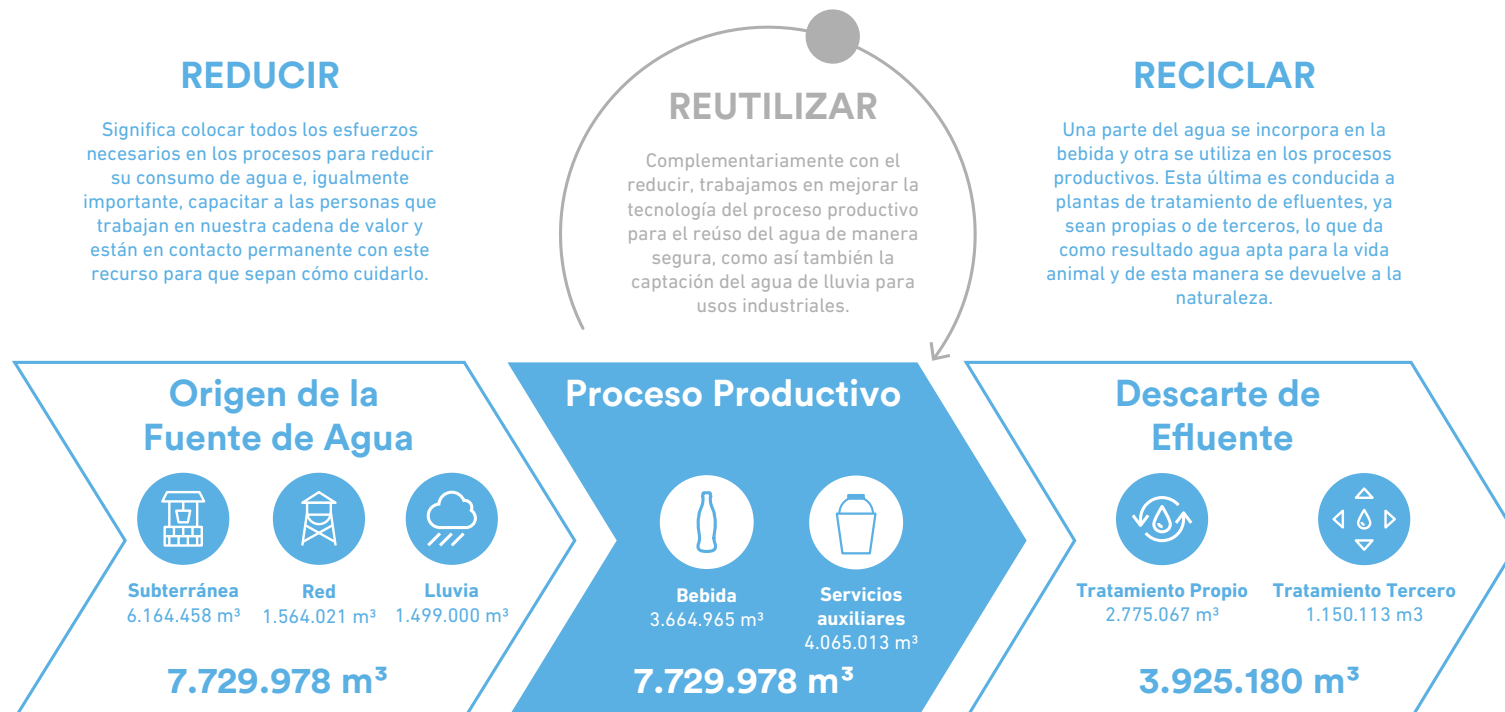 REDUCIR
Significa colocar todos los esfuerzos
necesarios en los procesos para reducir
su consumo de agua e, igualmente
importante, capacitar a las personas que
trabajan en nuestra cadena de valor y
están en contacto permanente con este
recurso para que sepan cómo cuidarlo.
REUTILIZAR
Complementariamente con el
reducir, trabajamos en mejorar la
tecnología del proceso productivo
para el reúso del agua de manera
segura, como así también la
captación del agua de lluvia para
usos industriales.
RECICLAR
Una parte del agua se incorpora en la
bebida y otra se utiliza en los procesos
productivos. Esta última es conducida a
plantas de tratamiento de efluentes, ya
sean propias o de terceros, lo que da
como resultado agua apta para la vida
animal y de esta manera se devuelve a la
naturaleza.
Origen de la
Fuente de Agua
Subterránea
6.164.458 m³
Red
1.564.021 m³
Lluvia
1.499.000 m³
7.729.978 m³
Proceso Productivo
Bebida
3.664.965 m³
Servicios
auxiliares
4.065.013 m³
7.729.978 m³
Descarte de
Efluente
Tratamiento Propio
2.775.067 m³
Tratamiento Tercero
1.150.113 m3
3.925.180 m³